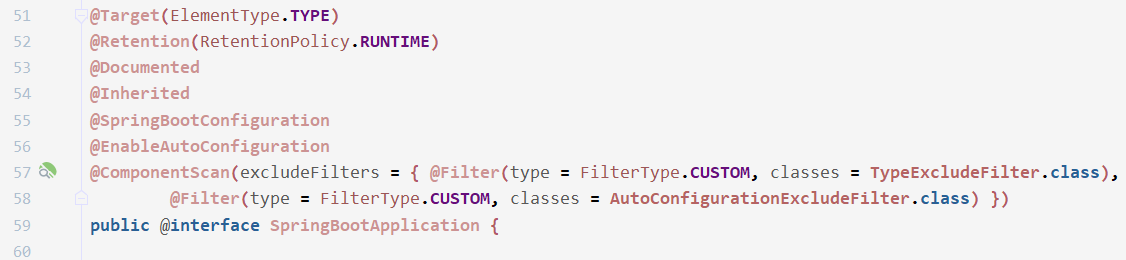 51 @Target(ElementType.TYPE)
52 @Retention(RetentionPolicy.RUNTIME)
53 @Documented
54 @Inherited
55 @SpringBootConfiguration
56 @EnableAutoConfiguration
57 @ComponentScan(excludeFilters = { @Filter(type = FilterType.CUSTOM, classes = TypeExcludeFilter.class),
58 @Filter(type = FilterType.CUSTOM, classes = AutoConfigurationExcludeFilter.class) })
59 public @interface SpringBootApplication {
60